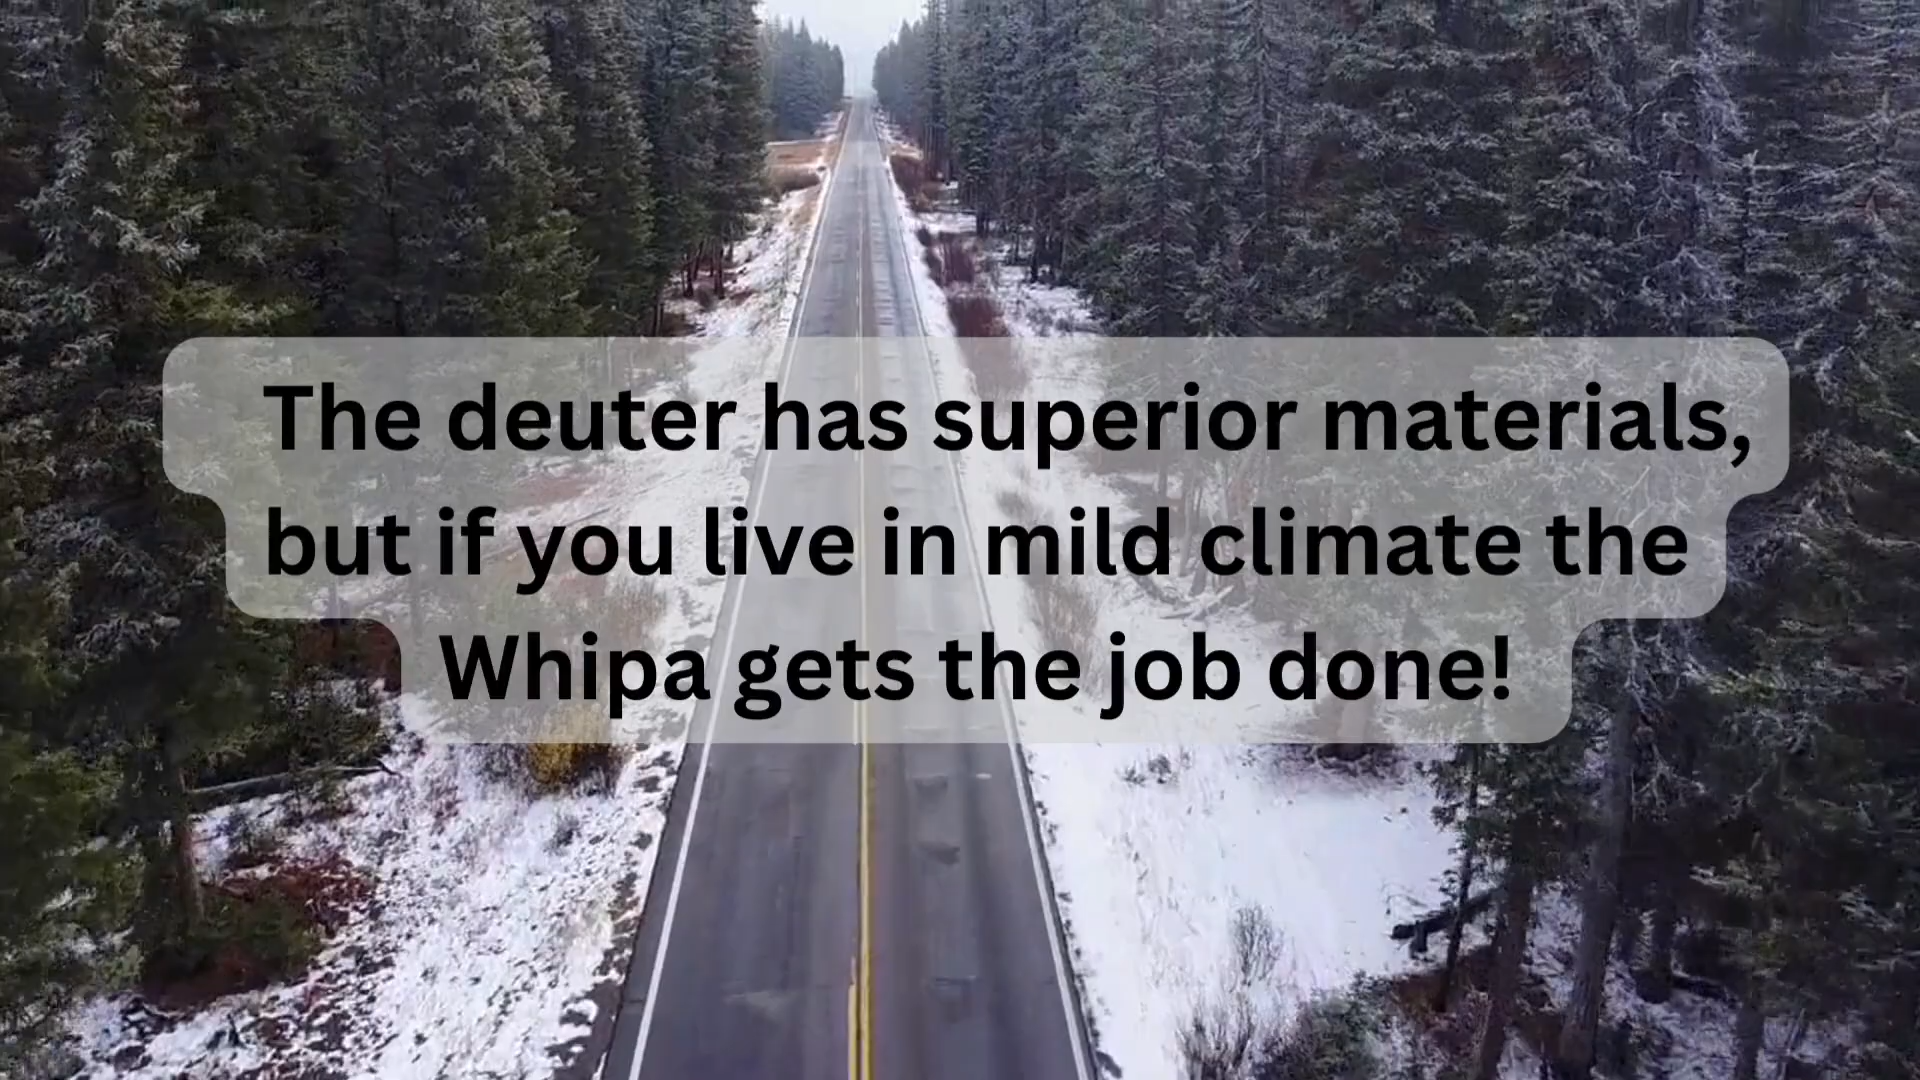 The deuter has superior materials,
but if you live in mild climate the
Whipa gets the job done!